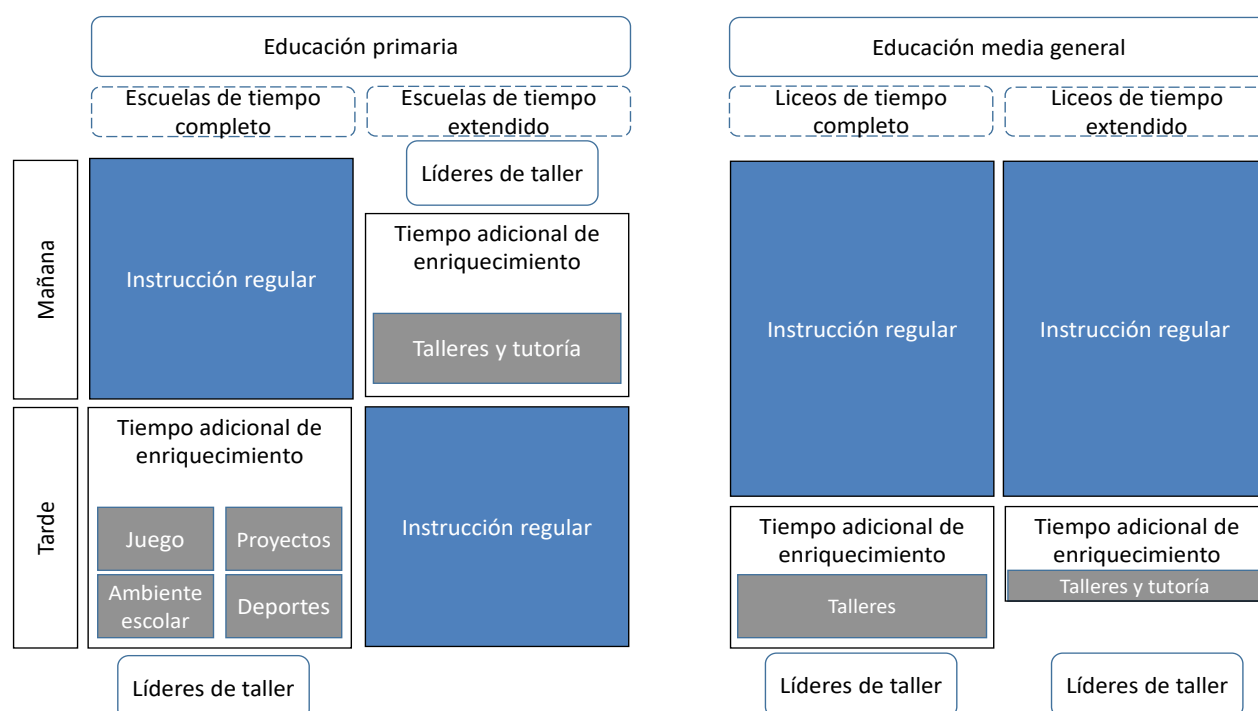 Educación primaria
Escuelas de tiempo
completo
Escuelas de tiempo
extendido
Líderes de taller
Mañana
Instrucción regular
Tiempo adicional de
enriquecimiento
Talleres y tutoría
Tarde
Tiempo adicional de
enriquecimiento
Juego
Proyectos
Ambiente
escolar
Deportes
Instrucción regular
Líderes de taller
Educación media general
Liceos de tiempo
completo
Liceos de tiempo
extendido
Instrucción regular
Instrucción regular
Tiempo adicional de
enriquecimiento
Talleres
Tiempo adicional de
enriquecimiento
Talleres y tutoría
Líderes de taller
Líderes de taller